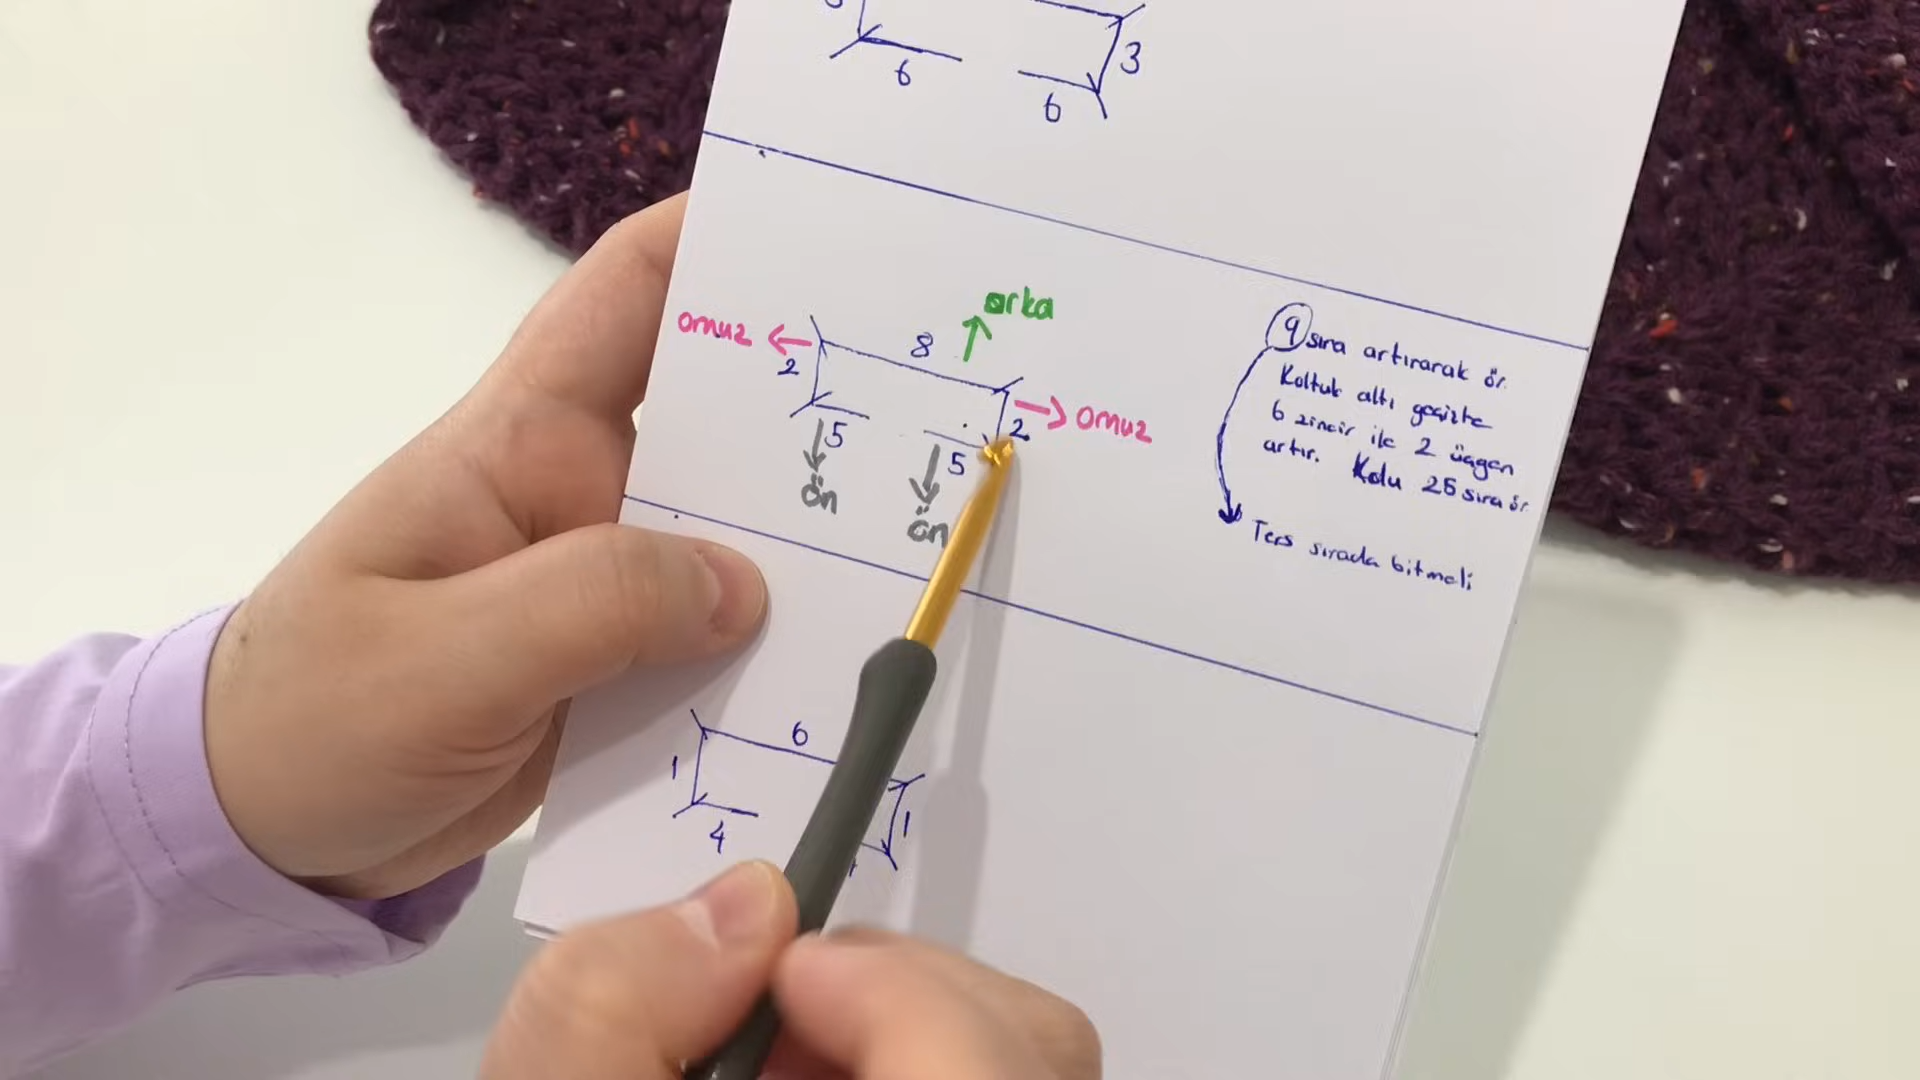 3
6
6
orka
omuz
8
2
omuz
2
5
5
ön
ön
9 sıra artırarak ör.
Koltuk altı geçişte
6 zincir ile 2 üçgen
artır. Kolu 25 sıra ör.
Ters sırada bitmeli
6
1
1
4